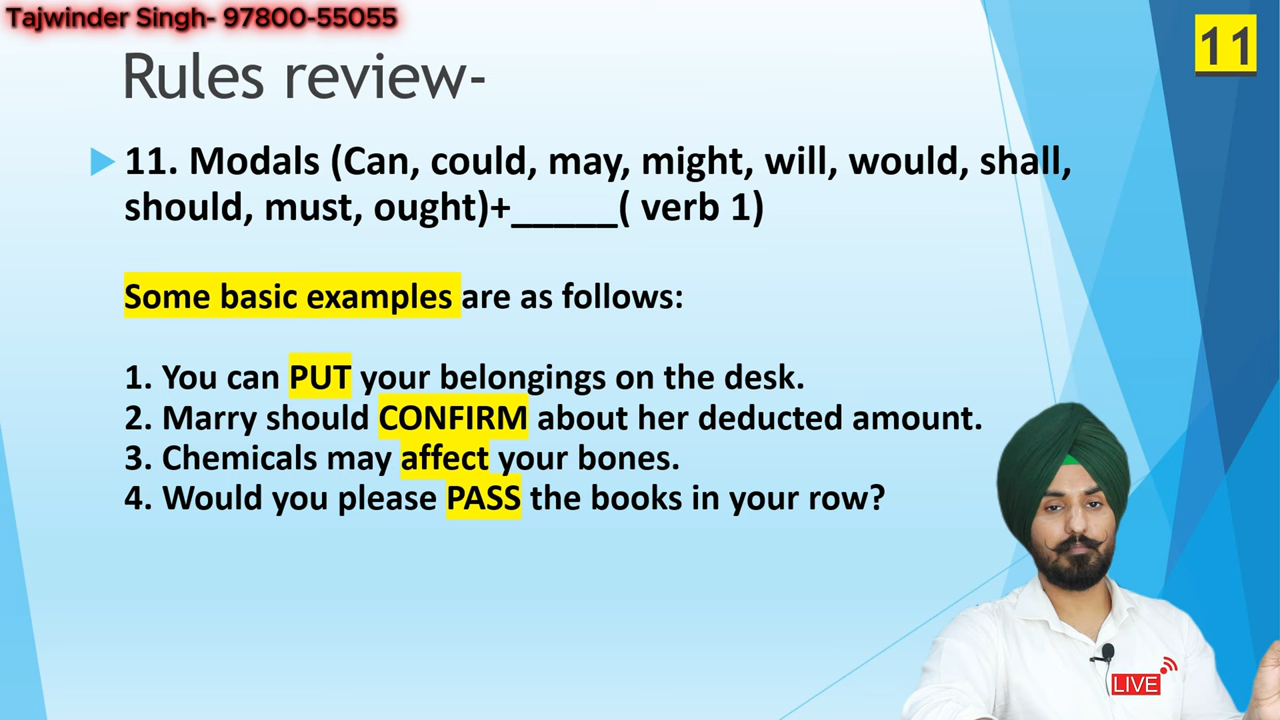 Tajwinder Singh- 97800-55055
11
Rules review-
11. Modals (Can, could, may, might, will, would, shall,
should, must, ought)+_____( verb 1)
Some basic examples are as follows:
1. You can PUT your belongings on the desk.
2. Marry should CONFIRM about her deducted amount.
3. Chemicals may affect your bones.
4. Would you please PASS the books in your row?
LIVE